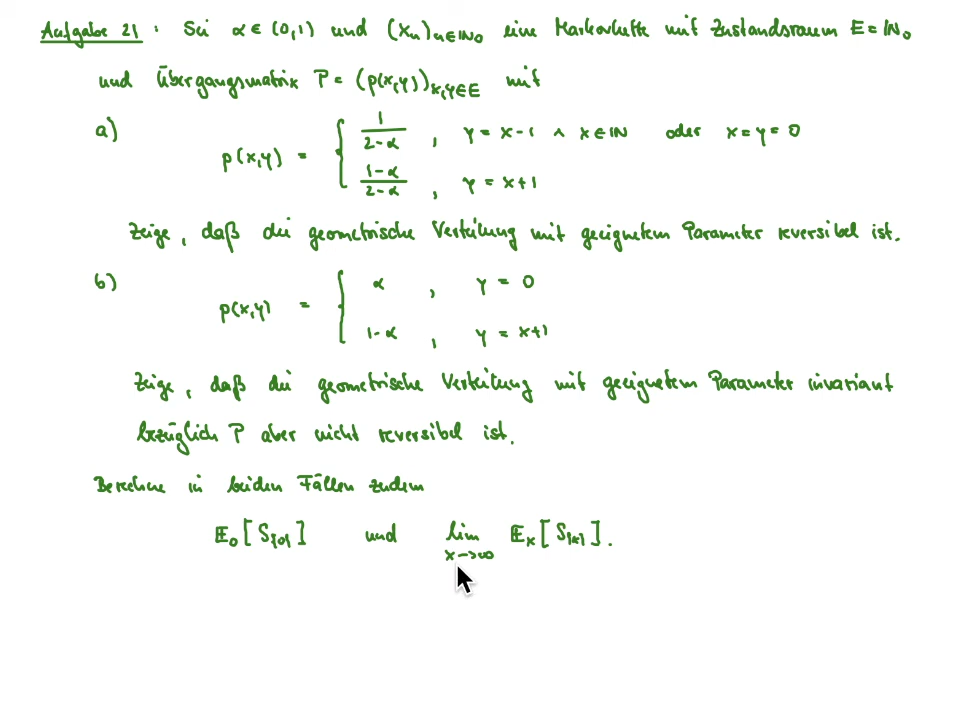 Aufgabe 21 : Sei α ∈ (0,1) und (Xn)n∈ℕ0 eine Markovkette mit Zustandsraum E = ℕ0
und Übergangsmatrix P = (p(x,y))x,y∈E mit
a) p(x,y) = { 1/(2-α) , y = x-1 ∧ x ∈ ℕ oder x = y = 0
(1-α)/(2-α) , y = x+1
Zeige, daß die geometrische Verteilung mit geeignetem Parameter reversibel ist.
b) p(x,y) = { α , y = 0
1-α , y = x+1
Zeige, daß die geometrische Verteilung mit geeignetem Parameter invariant
bezüglich P aber nicht reversibel ist.
Berechne in beiden Fällen zudem
𝔼0[S{0}] und lim x→∞ 𝔼x[S{x}].